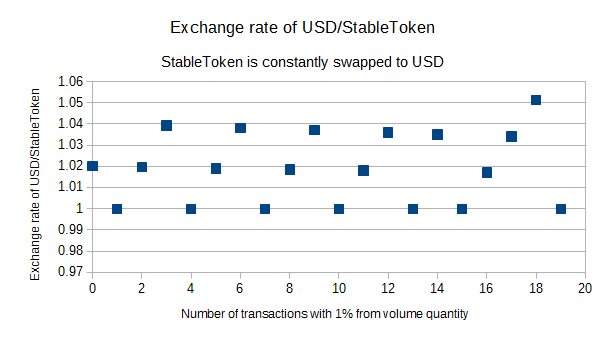 Exchange rate of USD/StableToken
StableToken is constantly swapped to USD
Exchange rate of USD/StableToken
1.06
1.05
1.04
1.03
1.02
1.01
1
0.99
0.98
0.97
0 2 4 6 8 10 12 14 16 18 20
Number of transactions with 1% from volume quantity